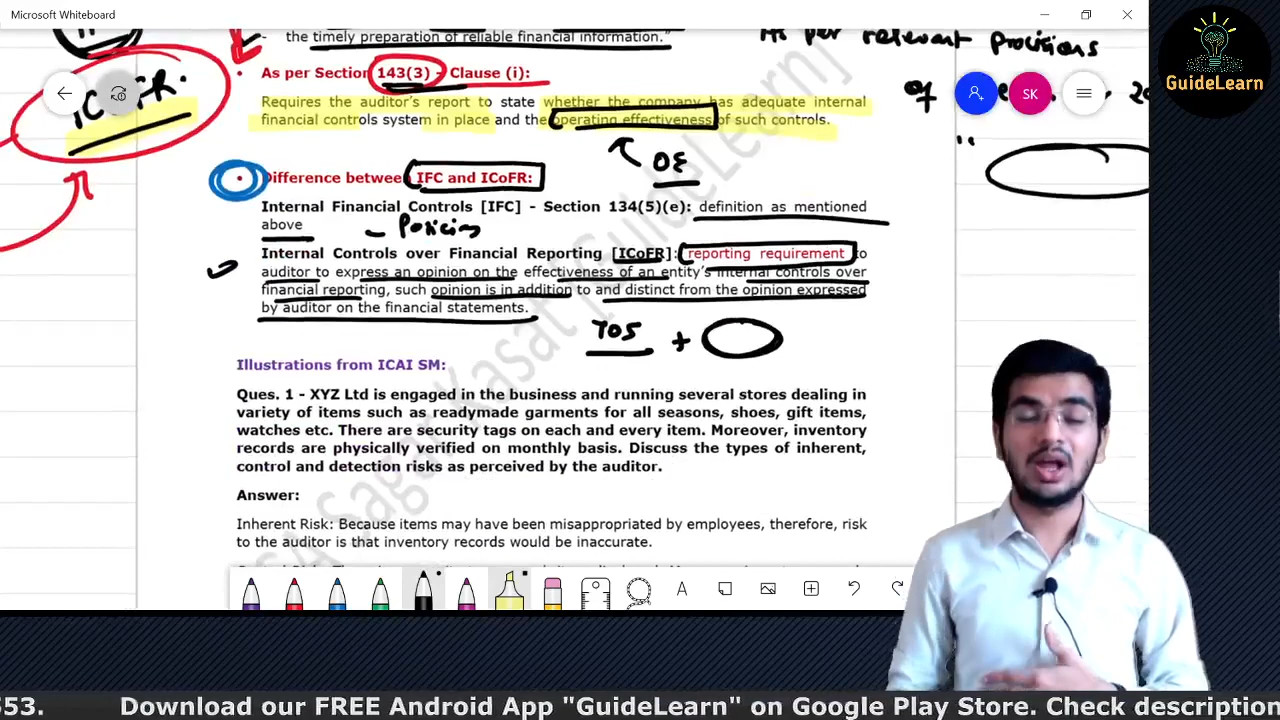 Microsoft Whiteboard
the timely preparation of reliable financial information."
As per relevant provisions
of
ICoFR
• As per Section 143(3) - Clause (i):
Requires the auditor's report to state whether the company has adequate internal
financial controls system in place and the operating effectiveness of such controls.
OE
SK
GuideLearn
• Difference between IFC and ICoFR:
Internal Financial Controls [IFC] - Section 134(5)(e): definition as mentioned
above
- Policies
Internal Controls over Financial Reporting [ICoFR]: reporting requirement to
auditor to express an opinion on the effectiveness of an entity's internal controls over
financial reporting, such opinion is in addition to and distinct from the opinion expressed
by auditor on the financial statements.
TOS +
Illustrations from ICAI SM:
Ques. 1 - XYZ Ltd is engaged in the business and running several stores dealing in
variety of items such as readymade garments for all seasons, shoes, gift items,
watches etc. There are security tags on each and every item. Moreover, inventory
records are physically verified on monthly basis. Discuss the types of inherent,
control and detection risks as perceived by the auditor.
Answer:
Inherent Risk: Because items may have been misappropriated by employees, therefore, risk
to the auditor is that inventory records would be inaccurate.
CA Sagar Kasat [GuideLearn]
553. Download our FREE Android App "GuideLearn" on Google Play Store. Check description